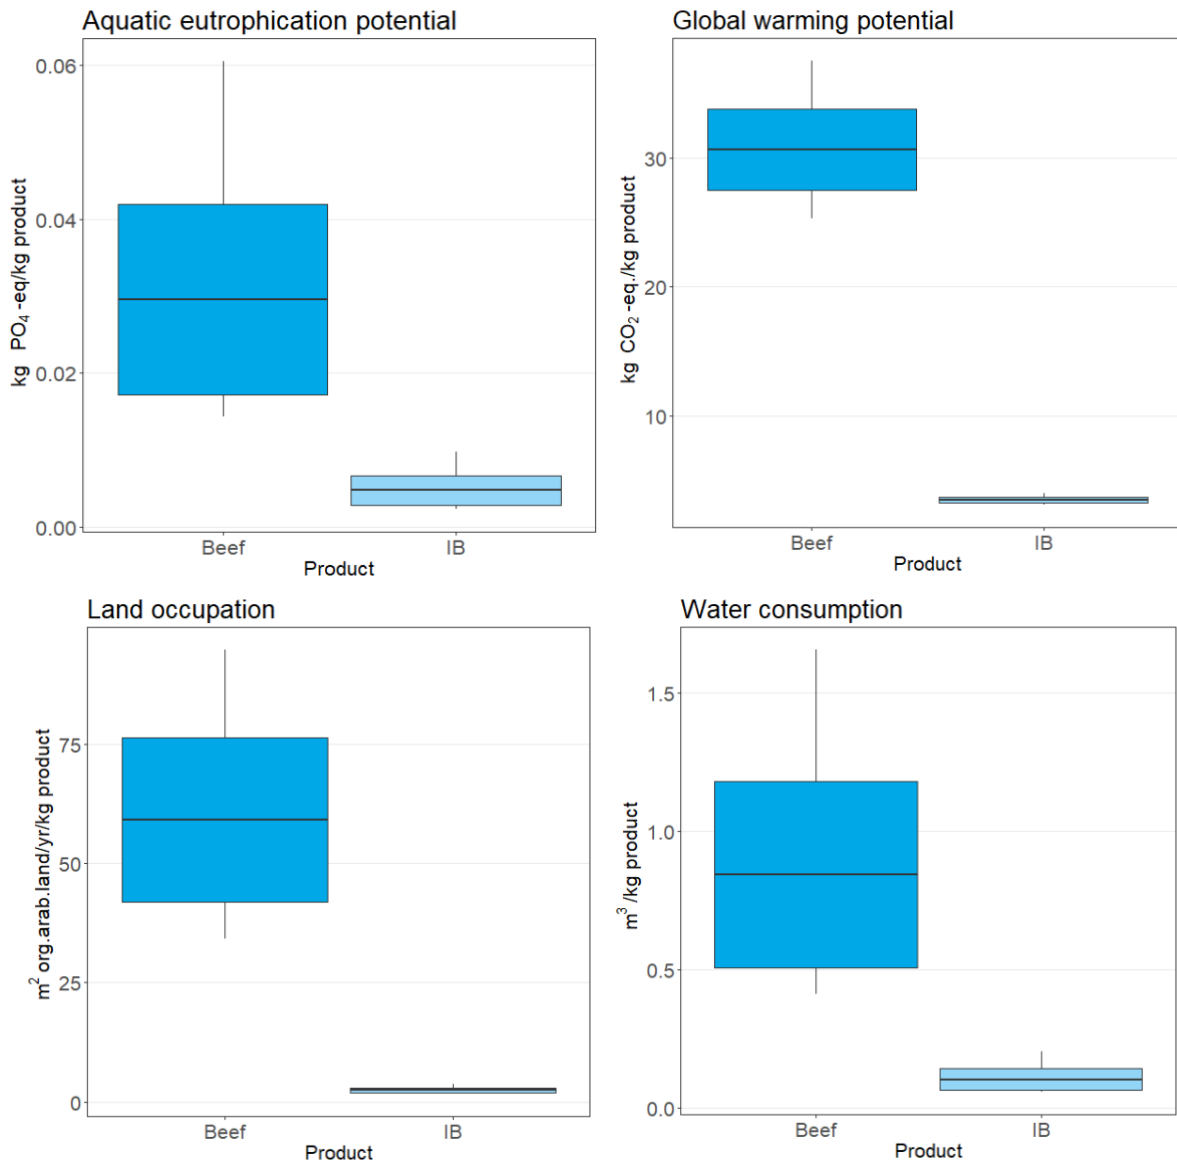 Aquatic eutrophication potential
kg PO₄ -eq/kg product
0.06
0.04
0.02
0.00
Beef IB
Product
Global warming potential
kg CO₂ -eq./kg product
30
20
10
Beef IB
Product
Land occupation
m² org.arab.land/yr/kg product
75
50
25
0
Beef IB
Product
Water consumption
m³ /kg product
1.5
1.0
0.5
0.0
Beef IB
Product